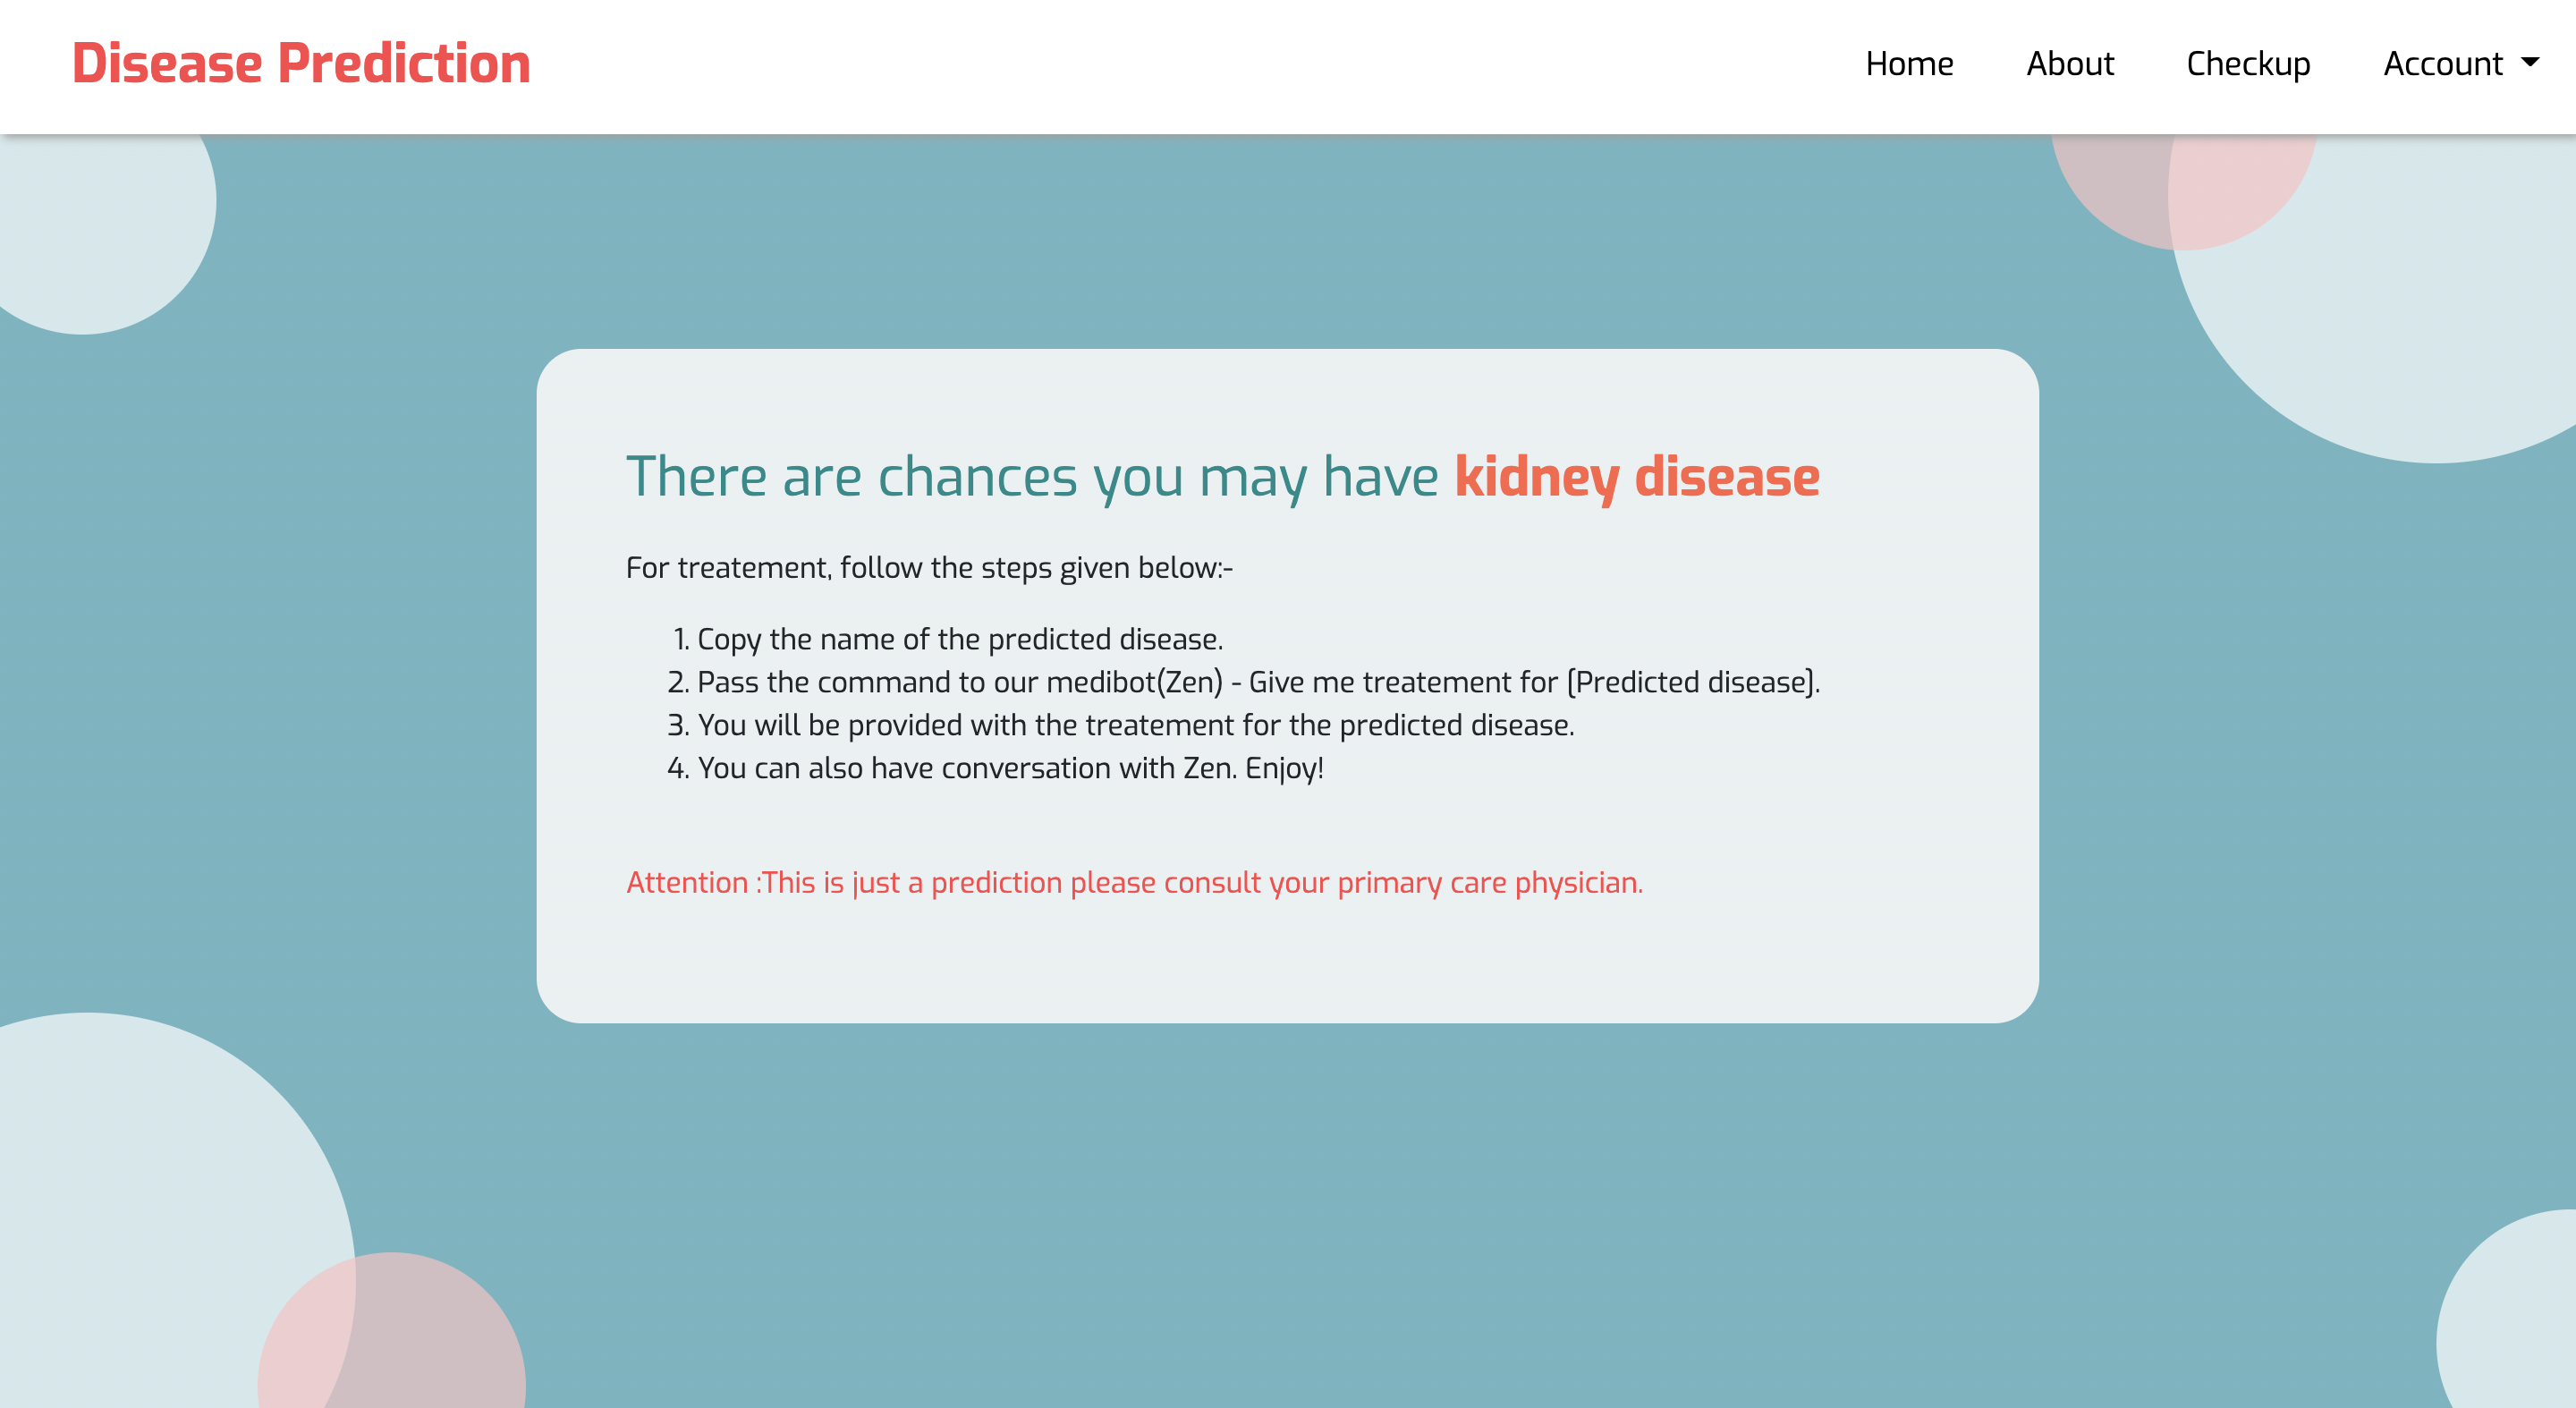 Disease Prediction
Home About Checkup Account
There are chances you may have kidney disease
For treatement, follow the steps given below:-
1. Copy the name of the predicted disease.
2. Pass the command to our medibot(Zen) - Give me treatement for [Predicted disease].
3. You will be provided with the treatement for the predicted disease.
4. You can also have conversation with Zen. Enjoy!
Attention :This is just a prediction please consult your primary care physician.